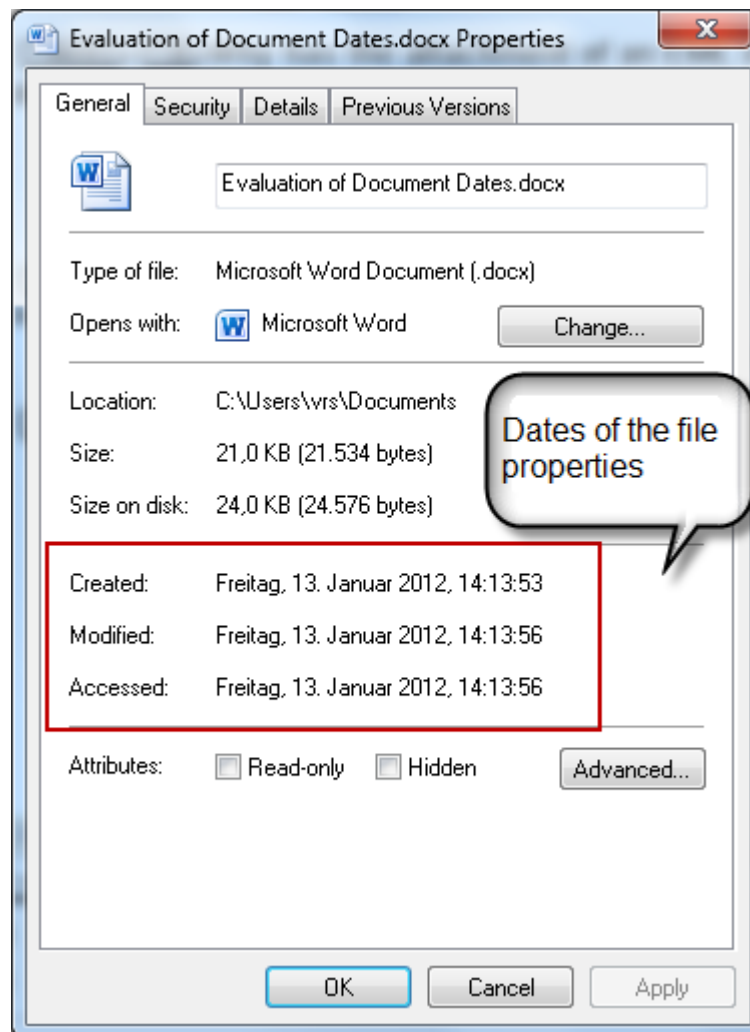 Evaluation of Document Dates.docx Properties
General Security Details Previous Versions
Evaluation of Document Dates.docx
Type of file: Microsoft Word Document (.docx)
Opens with: Microsoft Word Change...
Location: C:\Users\vrs\Documents
Size: 21,0 KB (21.534 bytes)
Size on disk: 24,0 KB (24.576 bytes)
Dates of the file
properties
Created: Freitag, 13. Januar 2012, 14:13:53
Modified: Freitag, 13. Januar 2012, 14:13:56
Accessed: Freitag, 13. Januar 2012, 14:13:56
Attributes: Read-only Hidden Advanced...
OK Cancel Apply